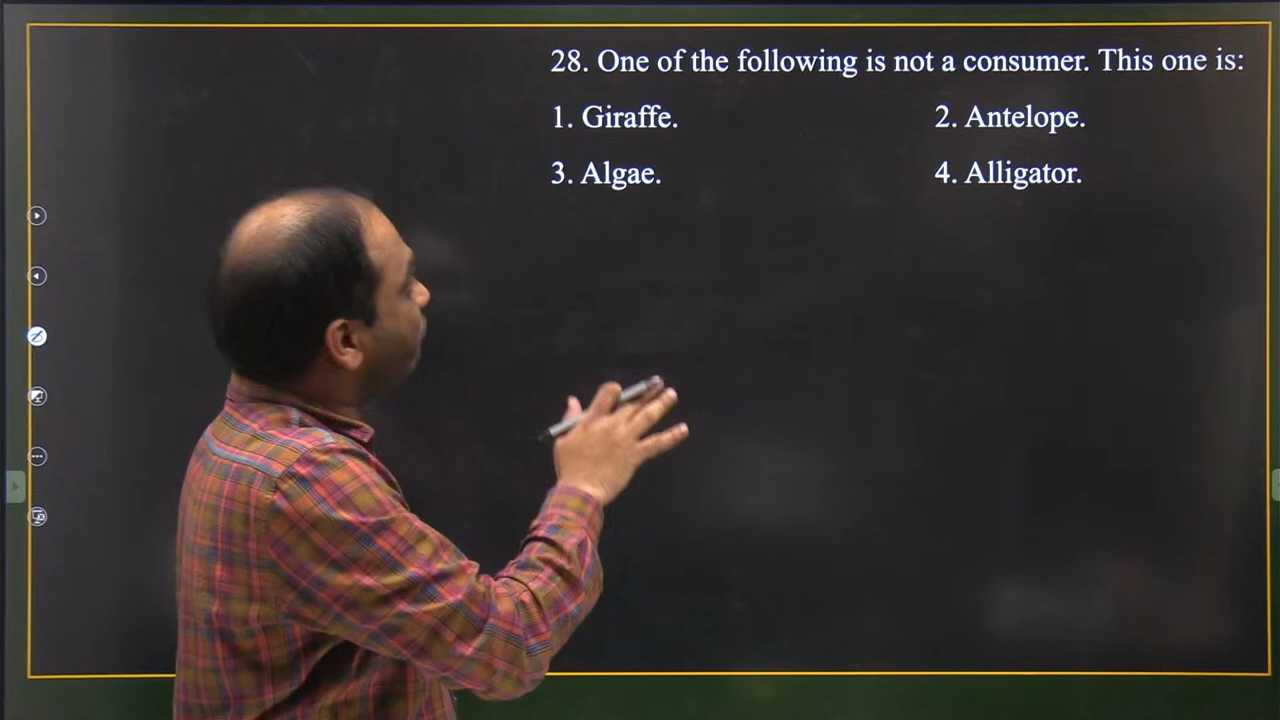 28. One of the following is not a consumer. This one is:
1. Giraffe. 2. Antelope.
3. Algae. 4. Alligator.